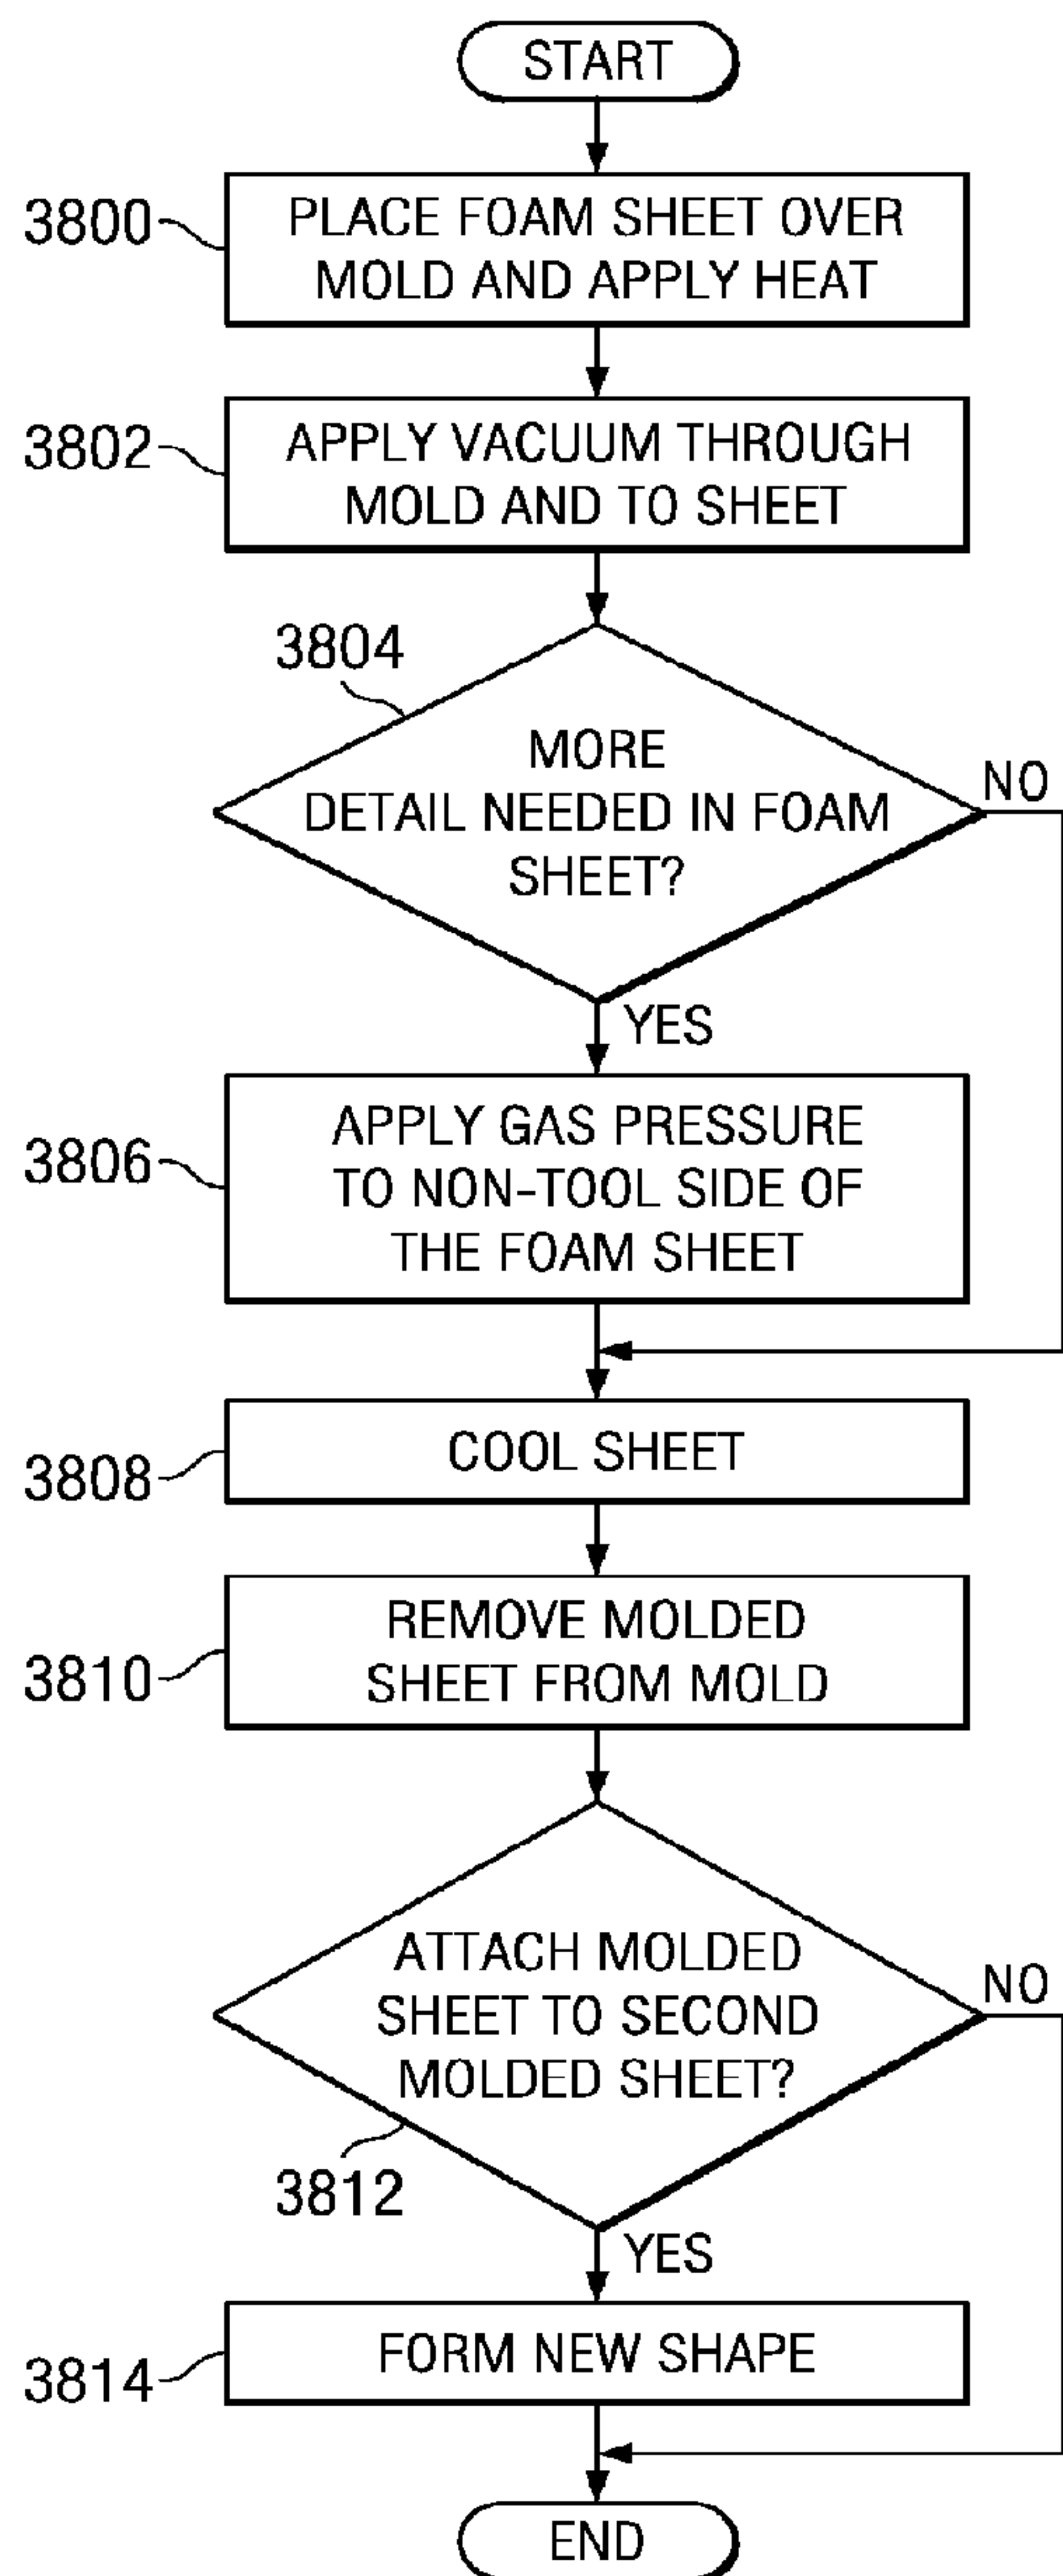 START
3800
PLACE FOAM SHEET OVER
MOLD AND APPLY HEAT
3802
APPLY VACUUM THROUGH
MOLD AND TO SHEET
3804
MORE
DETAIL NEEDED IN FOAM
SHEET?
NO
YES
3806
APPLY GAS PRESSURE
TO NON-TOOL SIDE OF
THE FOAM SHEET
3808
COOL SHEET
3810
REMOVE MOLDED
SHEET FROM MOLD
ATTACH MOLDED
SHEET TO SECOND
MOLDED SHEET?
NO
3812
YES
3814
FORM NEW SHAPE
END